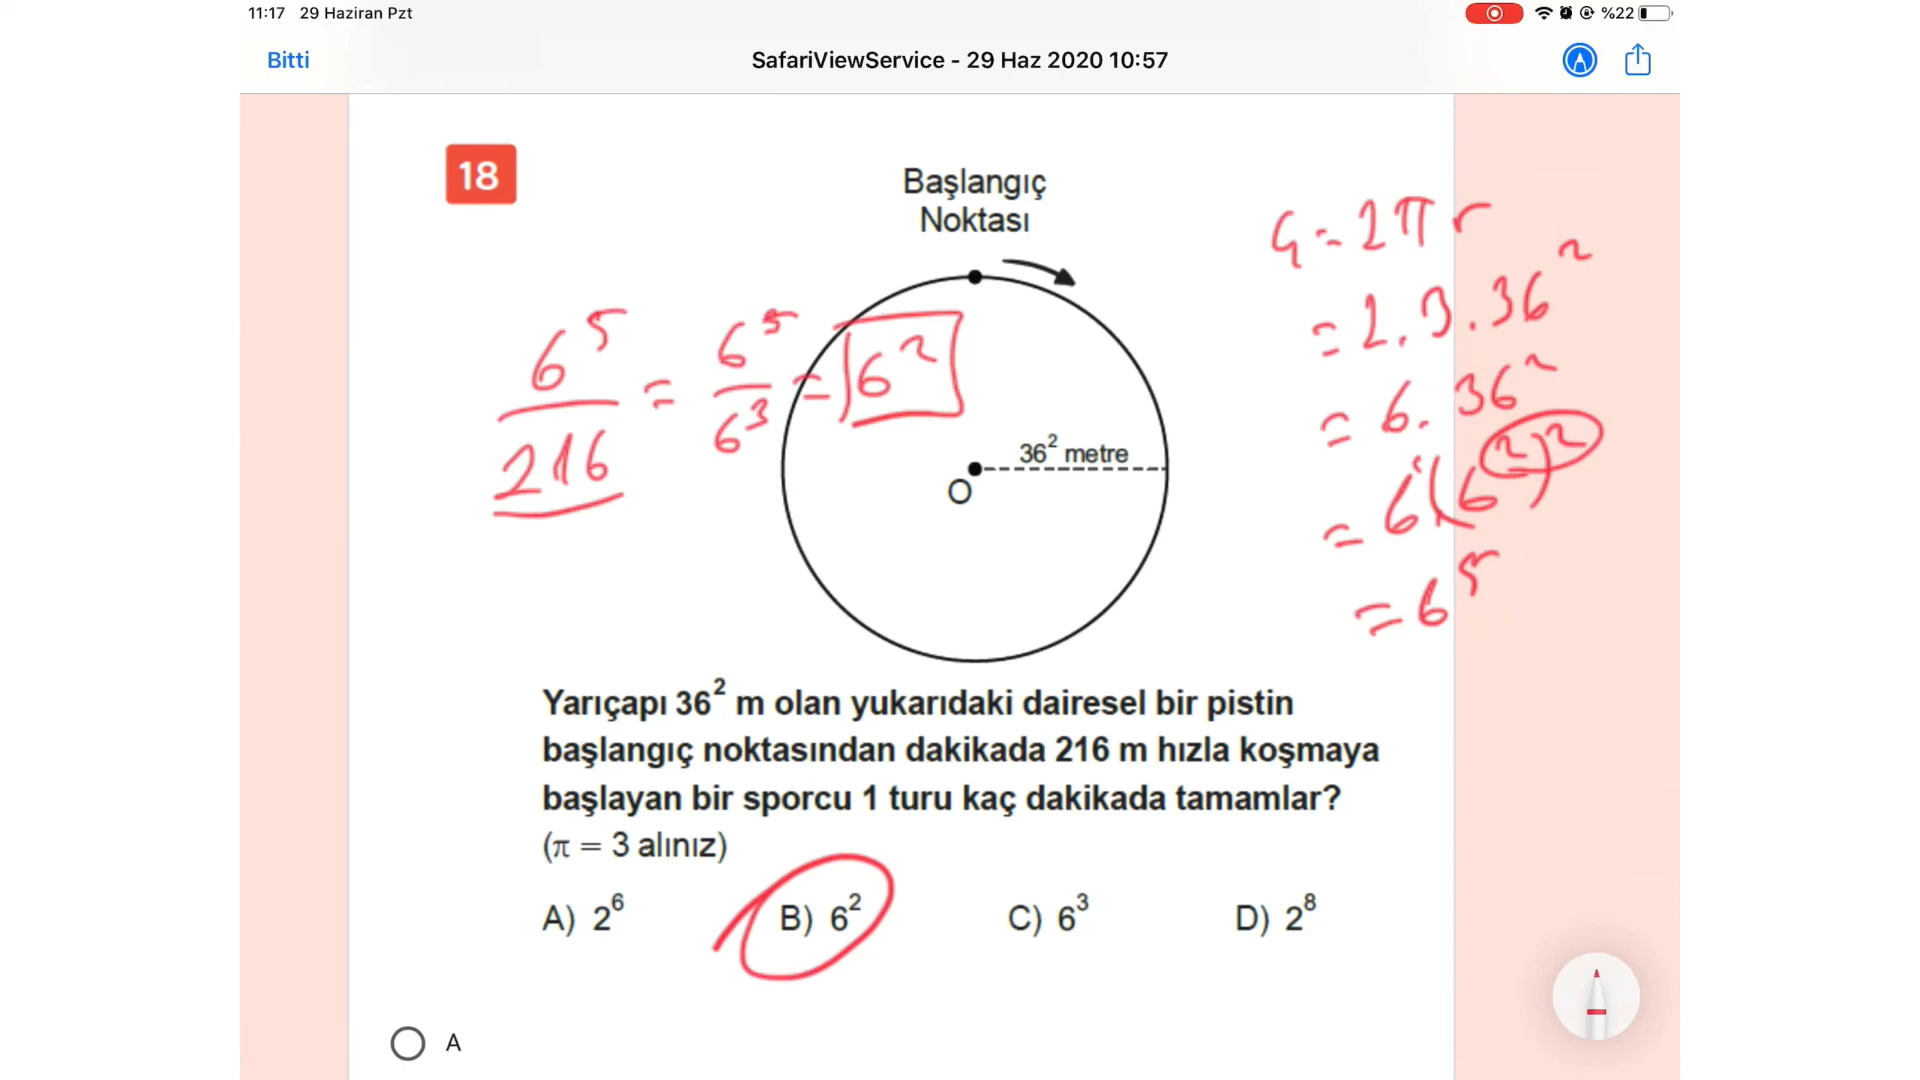 11:17 29 Haziran Pzt
%22
Bitti
SafariViewService - 29 Haz 2020 10:57
18
Başlangıç
Noktası
Ç = 2πr
= 2.3.36²
= 6.36²
= 6¹(6²)²
= 6⁵
6⁵/216 = 6⁵/6³ = 6²
36² metre
O
Yarıçapı 36² m olan yukarıdaki dairesel bir pistin
başlangıç noktasından dakikada 216 m hızla koşmaya
başlayan bir sporcu 1 turu kaç dakikada tamamlar?
(π = 3 alınız)
A) 2⁶ B) 6² C) 6³ D) 2⁸
A